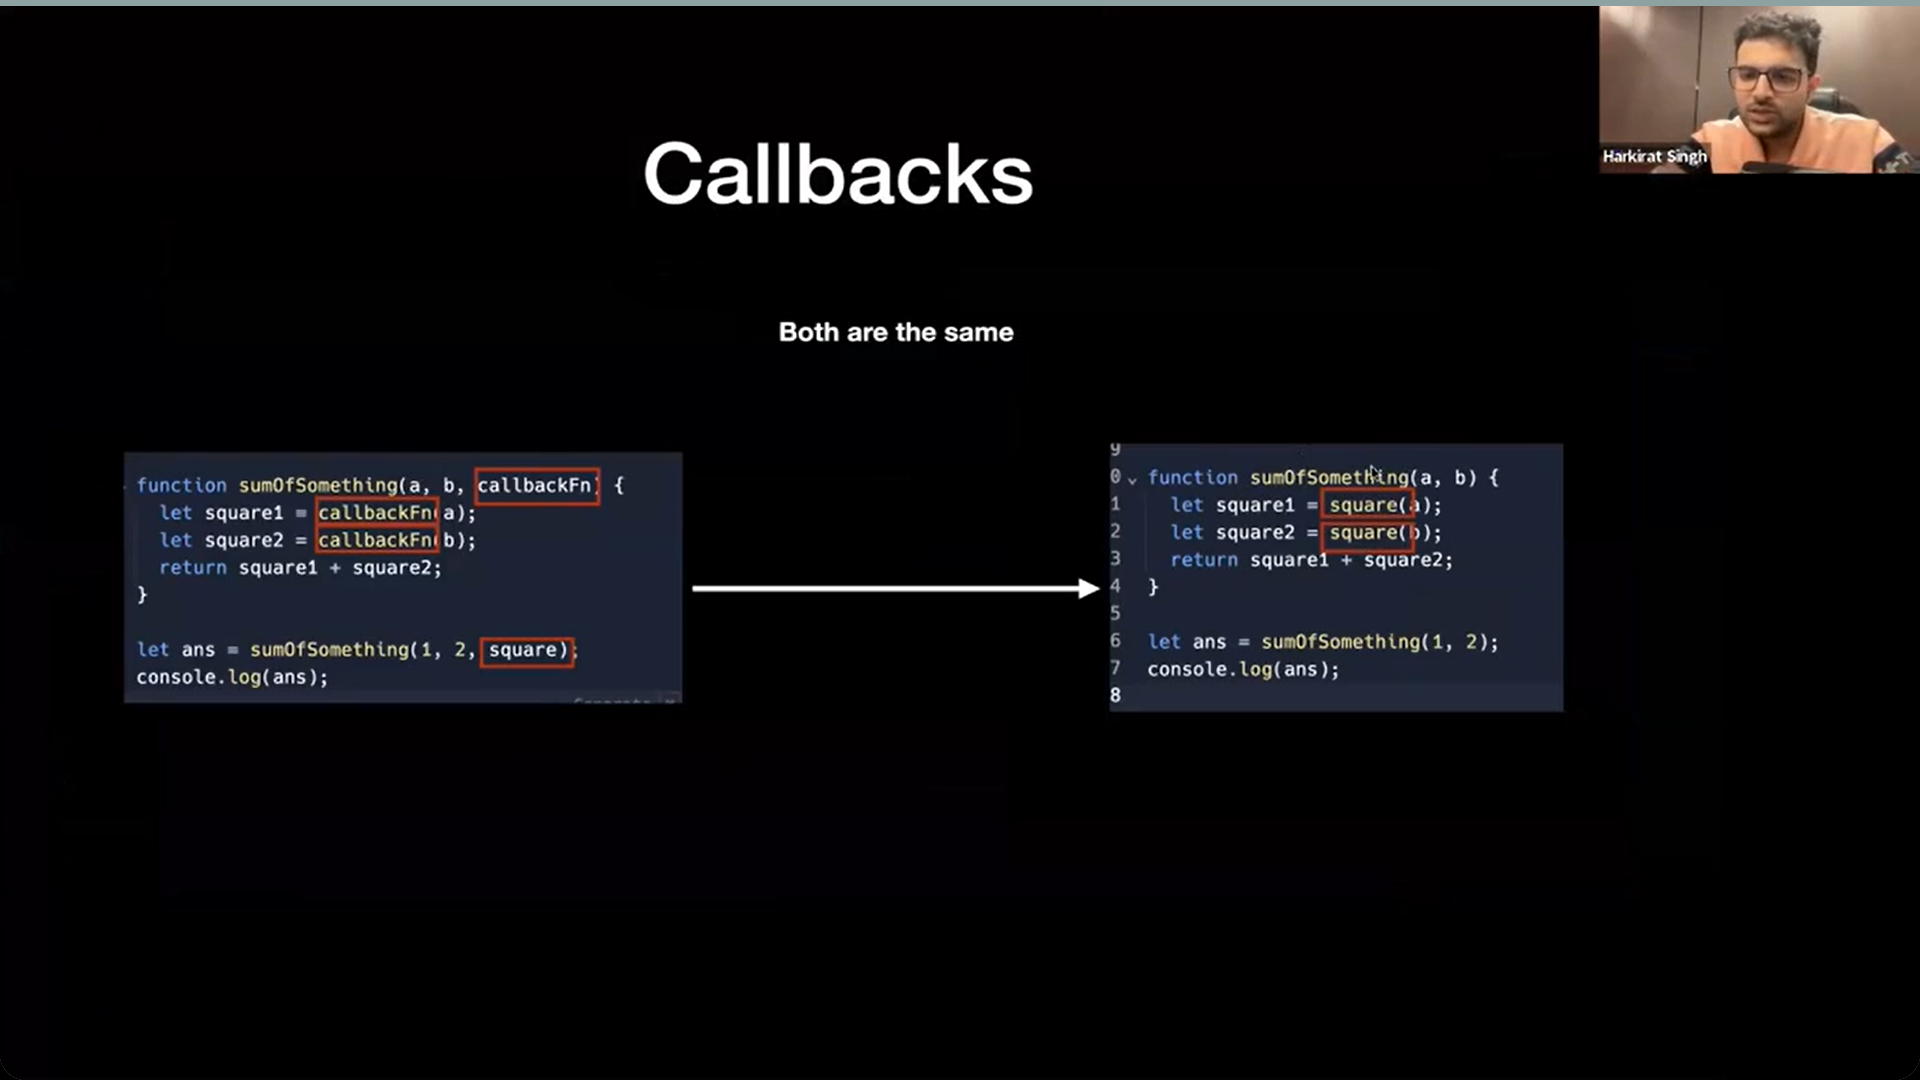 Harkirat Singh
Callbacks
Both are the same
function sumOfSomething(a, b, callbackFn) {
let square1 = callbackFn(a);
let square2 = callbackFn(b);
return square1 + square2;
}
let ans = sumOfSomething(1, 2, square);
console.log(ans);
9
0 function sumOfSomething(a, b) {
1 let square1 = square(a);
2 let square2 = square(b);
3 return square1 + square2;
4 }
5
6 let ans = sumOfSomething(1, 2);
7 console.log(ans);
8